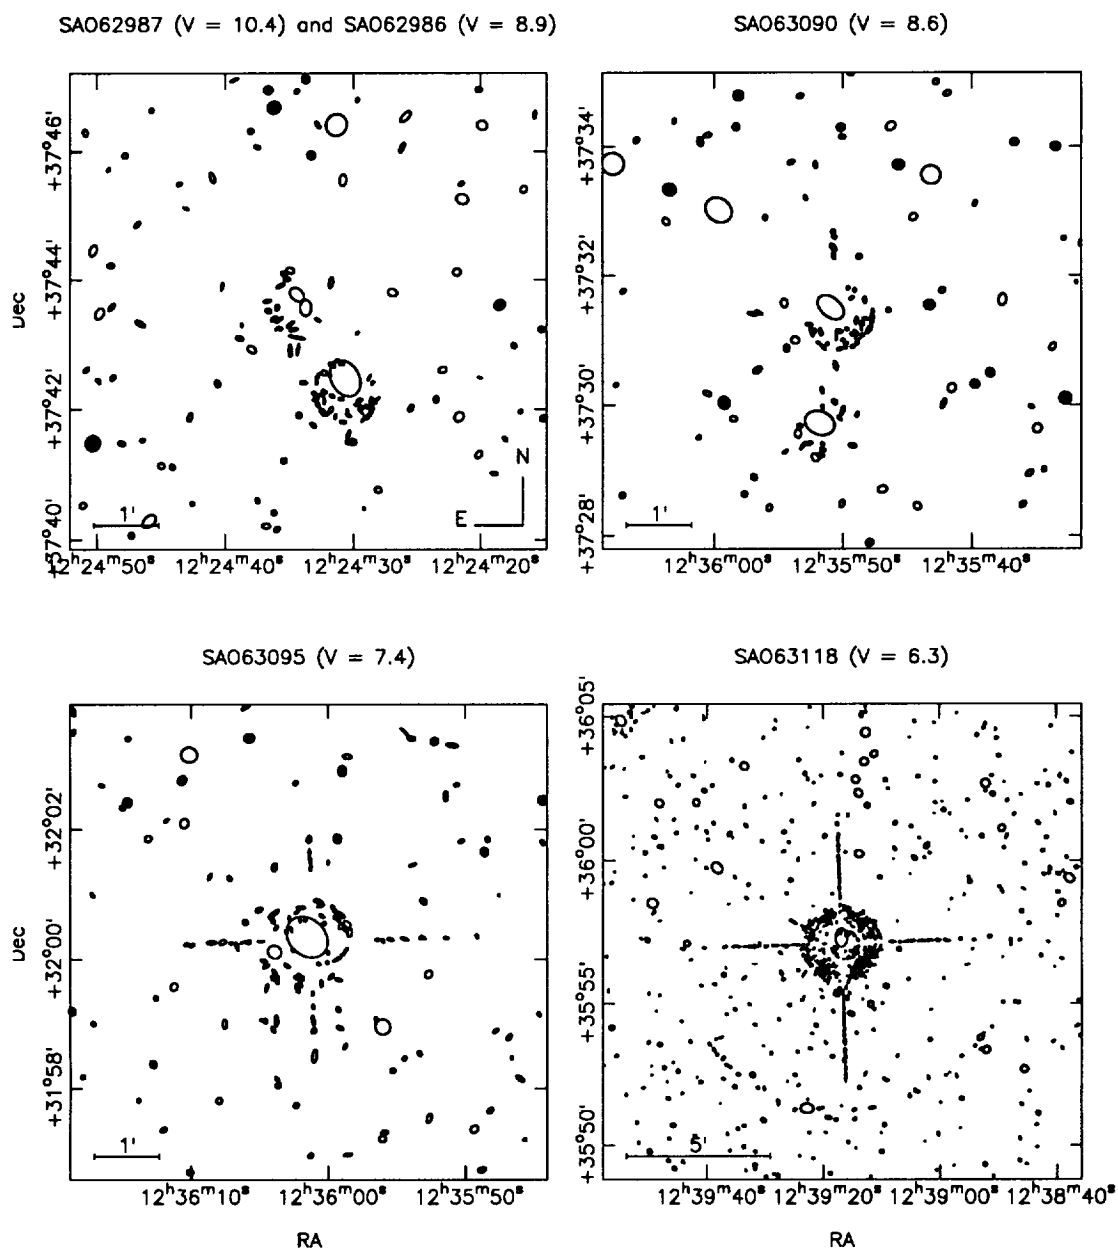 SAO62987 (V = 10.4) and SAO62986 (V = 8.9)
SAO63090 (V = 8.6)
+37°46'
+37°44'
+37°42'
+37°40'
Dec
1'
N
E
12ʰ24ᵐ50ˢ 12ʰ24ᵐ40ˢ 12ʰ24ᵐ30ˢ 12ʰ24ᵐ20ˢ
+37°34'
+37°32'
+37°30'
+37°28'
1'
12ʰ36ᵐ00ˢ 12ʰ35ᵐ50ˢ 12ʰ35ᵐ40ˢ
SAO63095 (V = 7.4)
SAO63118 (V = 6.3)
+32°02'
+32°00'
+31°58'
Dec
1'
12ʰ36ᵐ10ˢ 12ʰ36ᵐ00ˢ 12ʰ35ᵐ50ˢ
RA
+36°05'
+36°00'
+35°55'
+35°50'
5'
12ʰ39ᵐ40ˢ 12ʰ39ᵐ20ˢ 12ʰ39ᵐ00ˢ 12ʰ38ᵐ40ˢ
RA